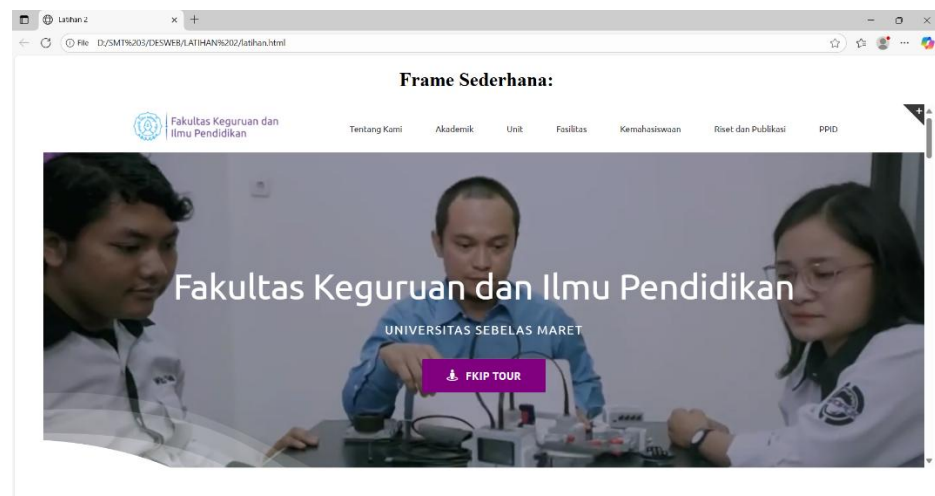 Latihan 2
File D:/SMT%203/DESWEB/LATIHAN%202/latihan.html
Frame Sederhana:
Fakultas Keguruan dan
Ilmu Pendidikan
Tentang Kami Akademik Unit Fasilitas Kemahasiswaan Riset dan Publikasi PPID
Fakultas Keguruan dan Ilmu Pendidikan
UNIVERSITAS SEBELAS MARET
FKIP TOUR